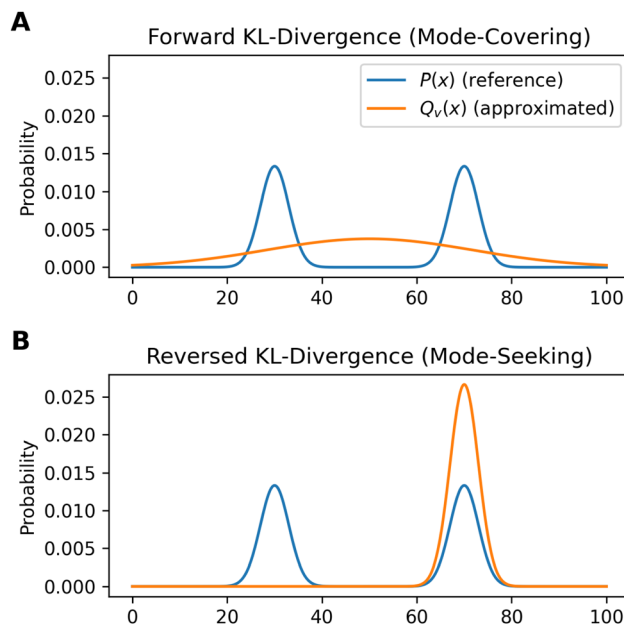 A
Forward KL-Divergence (Mode-Covering)
0.025
0.020
0.015
0.010
0.005
0.000
Probability
P(x) (reference)
Qv(x) (approximated)
0 20 40 60 80 100
B
Reversed KL-Divergence (Mode-Seeking)
0.025
0.020
0.015
0.010
0.005
0.000
Probability
0 20 40 60 80 100